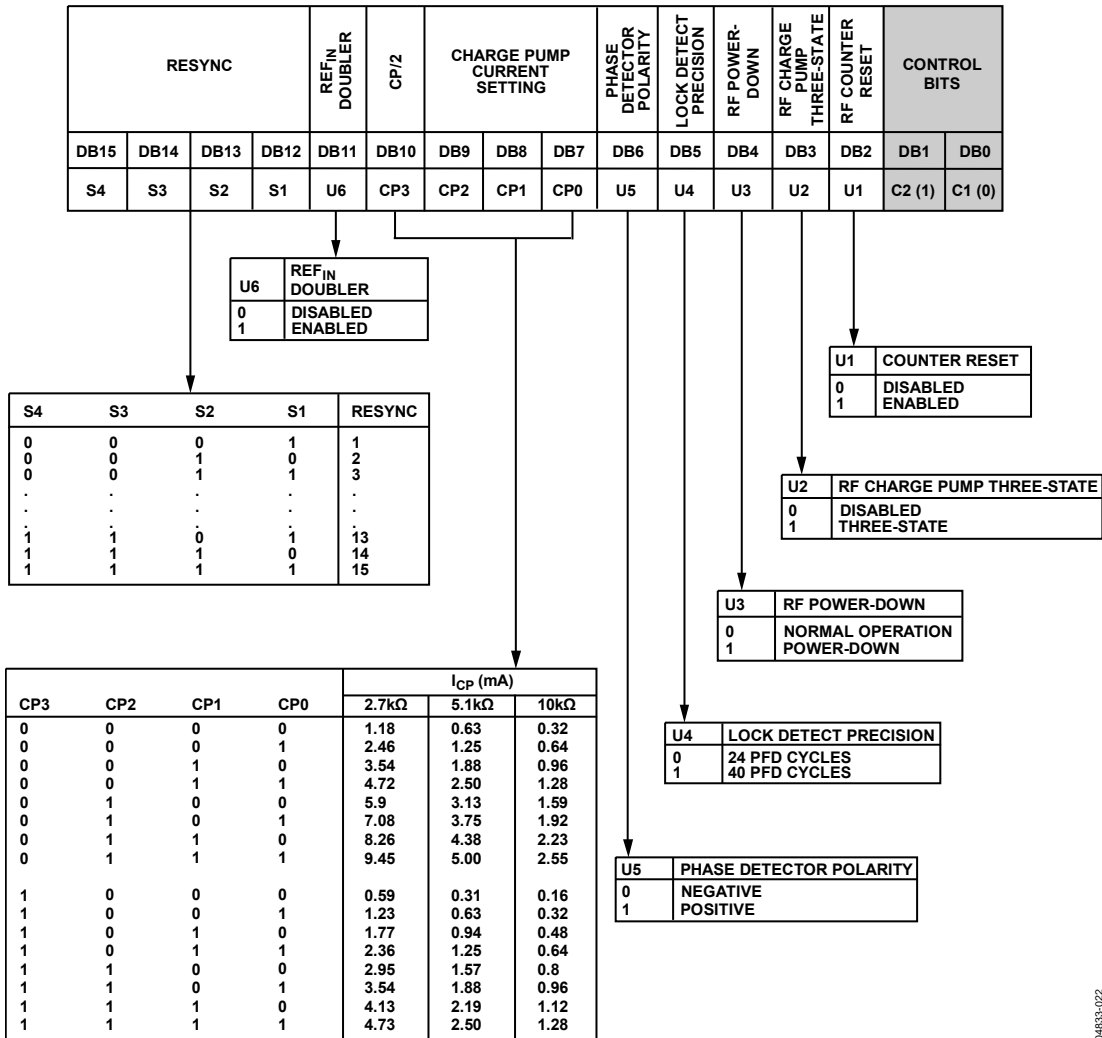 RESYNC
REFIN DOUBLER
CP/2
CHARGE PUMP
CURRENT
SETTING
PHASE
DETECTOR
POLARITY
LOCK DETECT
PRECISION
RF POWER-
DOWN
RF CHARGE
PUMP
THREE-STATE
RF COUNTER
RESET
CONTROL
BITS
DB15 DB14 DB13 DB12 DB11 DB10 DB9 DB8 DB7 DB6 DB5 DB4 DB3 DB2 DB1 DB0
S4 S3 S2 S1 U6 CP3 CP2 CP1 CP0 U5 U4 U3 U2 U1 C2 (1) C1 (0)
U6 REFIN DOUBLER
0 DISABLED
1 ENABLED
U1 COUNTER RESET
0 DISABLED
1 ENABLED
S4 S3 S2 S1 RESYNC
0 0 0 1 1
0 0 1 0 2
0 0 1 1 3
. . . . .
. . . . .
. . . . .
1 1 0 1 13
1 1 1 0 14
1 1 1 1 15
U2 RF CHARGE PUMP THREE-STATE
0 DISABLED
1 THREE-STATE
U3 RF POWER-DOWN
0 NORMAL OPERATION
1 POWER-DOWN
ICP (mA)
CP3 CP2 CP1 CP0 2.7kΩ 5.1kΩ 10kΩ
0 0 0 0 1.18 0.63 0.32
0 0 0 1 2.46 1.25 0.64
0 0 1 0 3.54 1.88 0.96
0 0 1 1 4.72 2.50 1.28
0 1 0 0 5.9 3.13 1.59
0 1 0 1 7.08 3.75 1.92
0 1 1 0 8.26 4.38 2.23
0 1 1 1 9.45 5.00 2.55
1 0 0 0 0.59 0.31 0.16
1 0 0 1 1.23 0.63 0.32
1 0 1 0 1.77 0.94 0.48
1 0 1 1 2.36 1.25 0.64
1 1 0 0 2.95 1.57 0.8
1 1 0 1 3.54 1.88 0.96
1 1 1 0 4.13 2.19 1.12
1 1 1 1 4.73 2.50 1.28
U4 LOCK DETECT PRECISION
0 24 PFD CYCLES
1 40 PFD CYCLES
U5 PHASE DETECTOR POLARITY
0 NEGATIVE
1 POSITIVE
04833-022